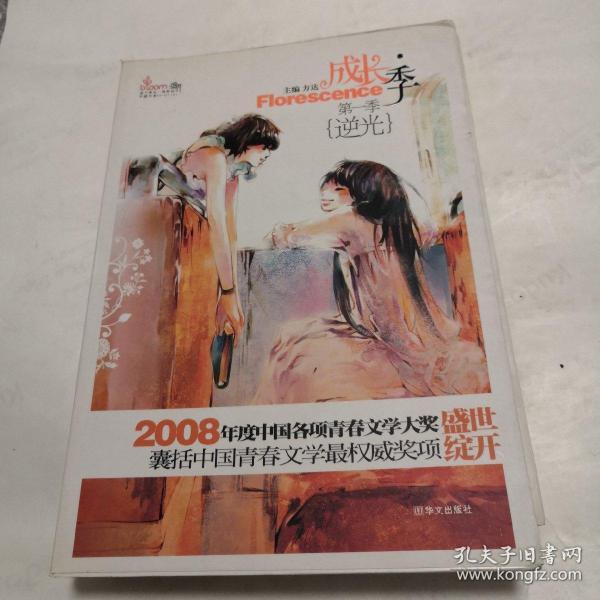 bloom
成长·季
主编 方达
Florescence
第一季
{逆光}
2008年度中国各项青春文学大奖
囊括中国青春文学最权威奖项
盛世
绽开
华文出版社
孔夫子旧书网
www.kongfz.com